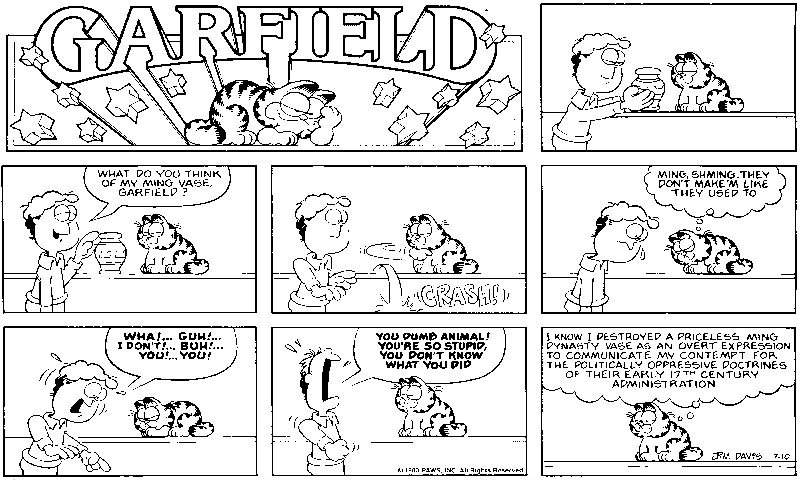 GARFIELD
WHAT DO YOU THINK
OF MY MING VASE,
GARFIELD?
CRASH!
MING, SHMING. THEY
DON'T MAKE'M LIKE
THEY USED TO
WHA!... GUH!...
I DON'T!... BUH!...
YOU!...YOU!
YOU DUMB ANIMAL!
YOU'RE SO STUPID,
YOU DON'T KNOW
WHAT YOU DID
PAWS, INC. All Rights Reserved
I KNOW I DESTROYED A PRICELESS MING
DYNASTY VASE AS AN OVERT EXPRESSION
TO COMMUNICATE MY CONTEMPT FOR
THE POLITICALLY OPPRESSIVE DOCTRINES
OF THEIR EARLY 17TH CENTURY
ADMINISTRATION
JIM DAVIS 7-10